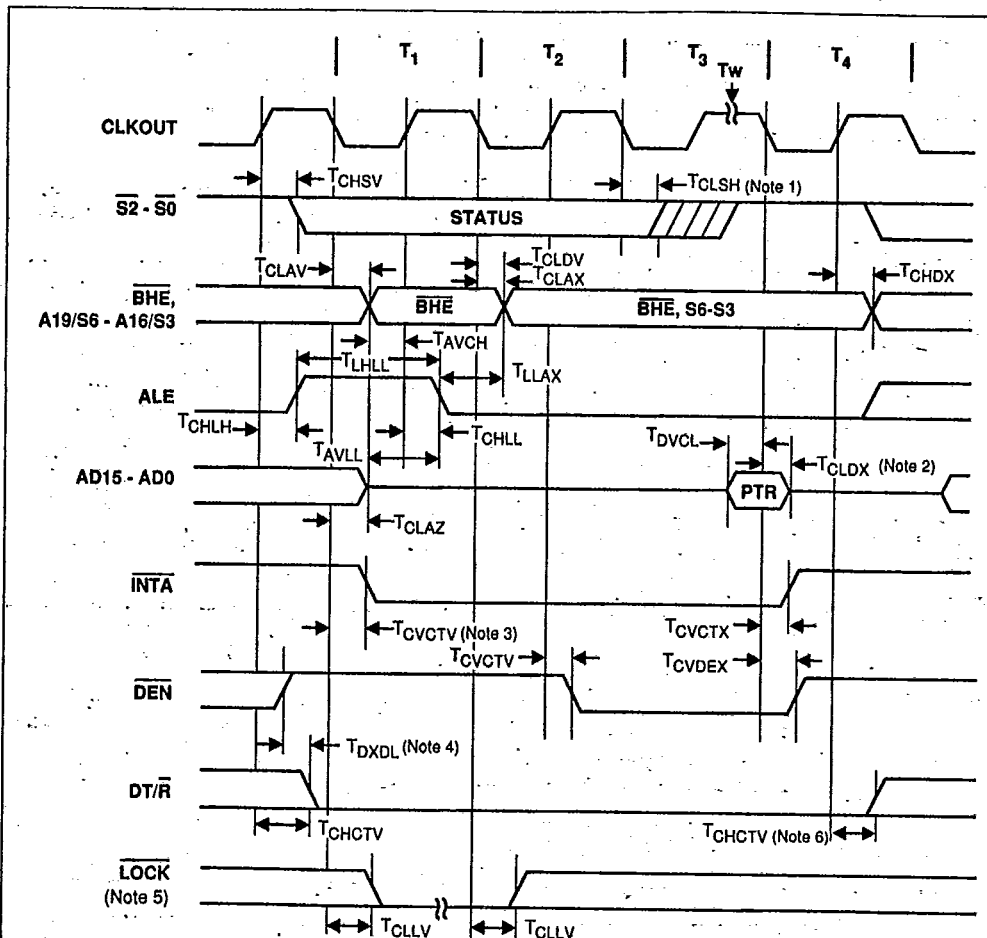 T1 T2 T3 T4
TW
CLKOUT
TCHSV
TCLSH (Note 1)
S2 - S0
STATUS
TCLDV
TCLAV
TCLAX
TCHDX
BHE,
A19/S6 - A16/S3
BHE
BHE, S6-S3
TAVCH
TLHLL
TLLAX
ALE
TCHLH
TCHLL
TDVCL
TAVLL
TCLDX (Note 2)
AD15 - AD0
PTR
TCLAZ
INTA
TCVCTV (Note 3)
TCVCTX
TCVCTV
TCVDEX
DEN
TDXDL (Note 4)
DT/R
TCHCTV
TCHCTV (Note 6)
LOCK
(Note 5)
TCLLV
TCLLV